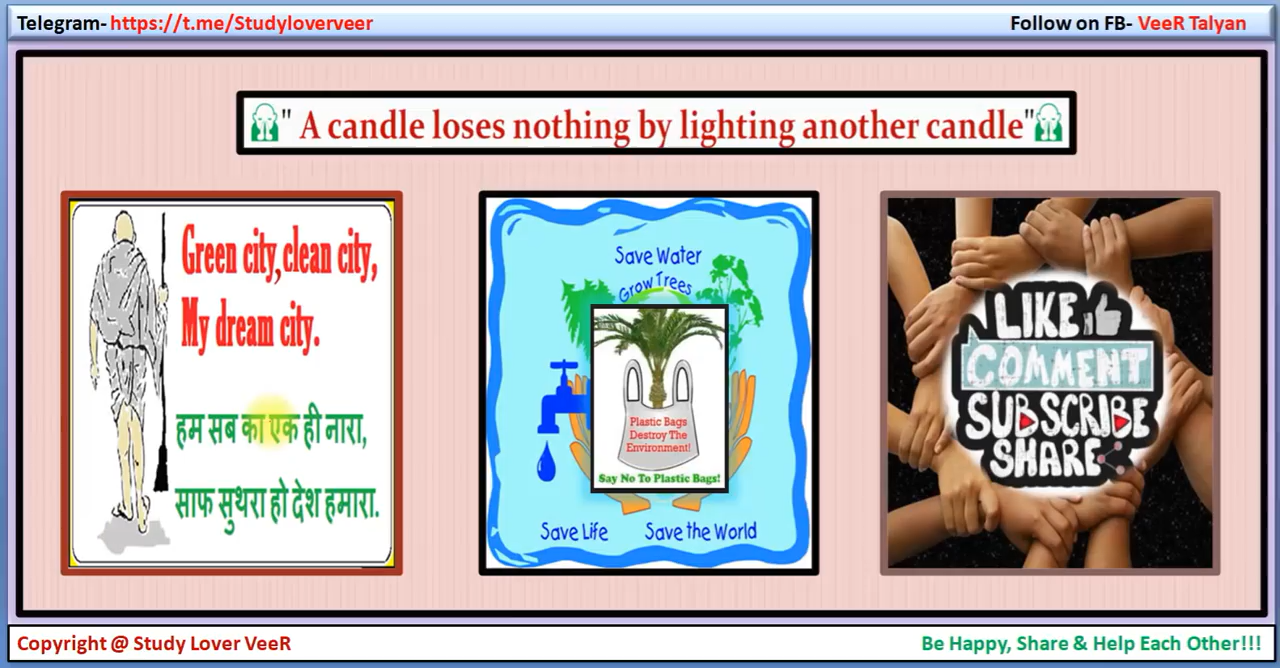 Telegram- https://t.me/Studyloverveer
Follow on FB- VeeR Talyan
" A candle loses nothing by lighting another candle"
Green city,clean city,
My dream city.
हम सब का एक ही नारा,
साफ सुथरा हो देश हमारा.
Save Water
Grow Trees
Plastic Bags
Destroy The
Environment!
Say No To Plastic Bags!
Save Life
Save the World
LIKE
COMMENT
SUBSCRIBE
SHARE
Copyright @ Study Lover VeeR
Be Happy, Share & Help Each Other!!!